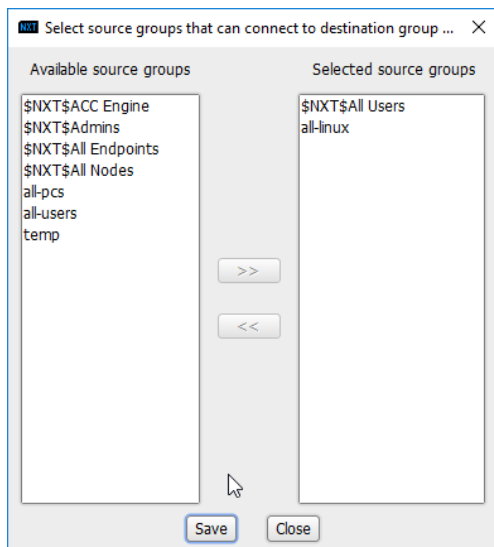 NXT Select source groups that can connect to destination group ...
Available source groups
Selected source groups
$NXT$ACC Engine
$NXT$Admins
$NXT$All Endpoints
$NXT$All Nodes
all-pcs
all-users
temp
$NXT$All Users
all-linux
>>
<<
Save
Close